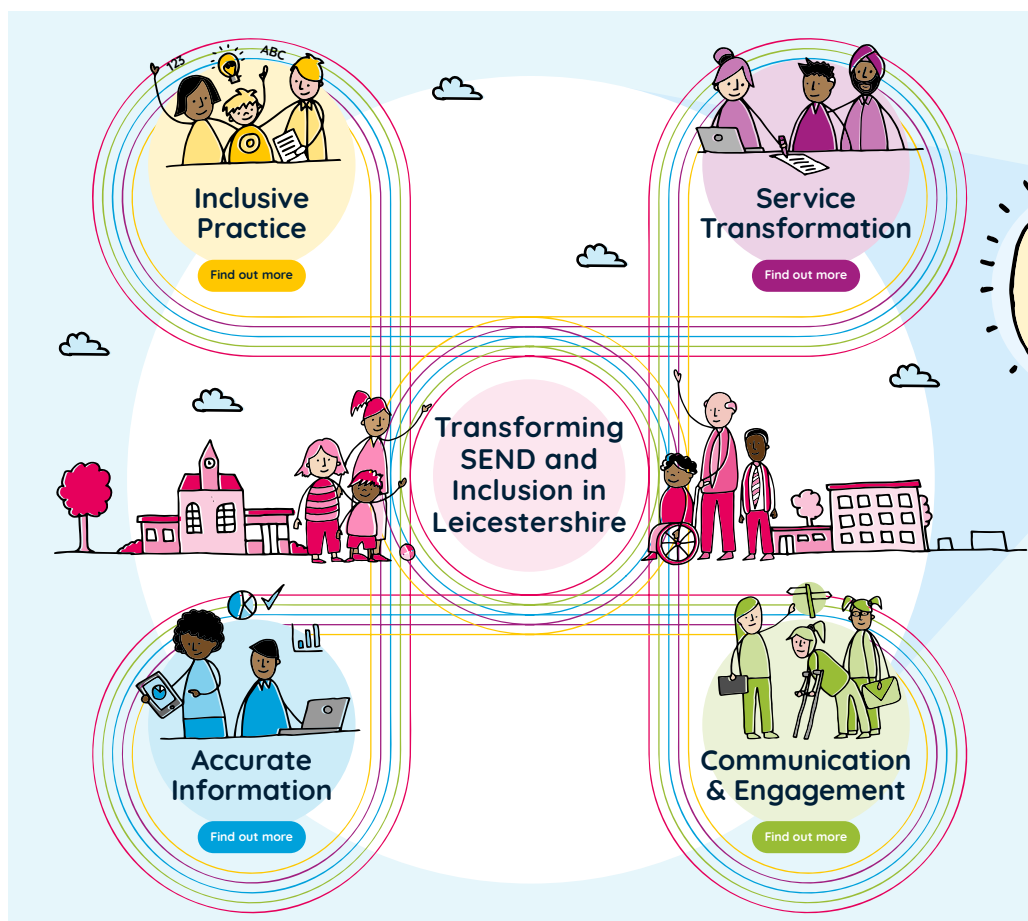 123
ABC
Inclusive
Practice
Find out more
Service
Transformation
Find out more
Transforming
SEND and
Inclusion in
Leicestershire
Accurate
Information
Find out more
Communication
& Engagement
Find out more